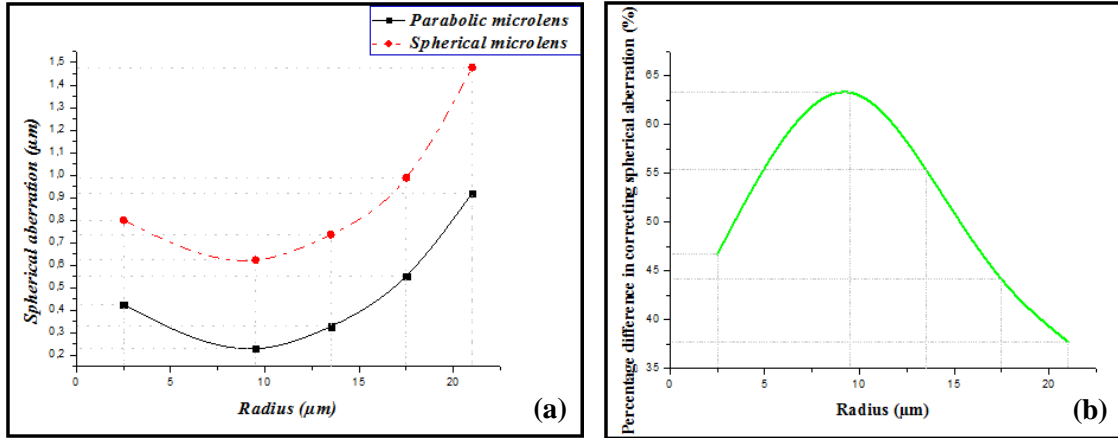 Parabolic microlens
Spherical microlens
Spherical aberration (µm)
1,5
1,4
1,3
1,2
1,1
1,0
0,9
0,8
0,7
0,6
0,5
0,4
0,3
0,2
0 5 10 15 20
Radius (µm)
(a)
Percentage difference in correcting spherical aberration (%)
65
60
55
50
45
40
35
0 5 10 15 20
Radius (µm)
(b)